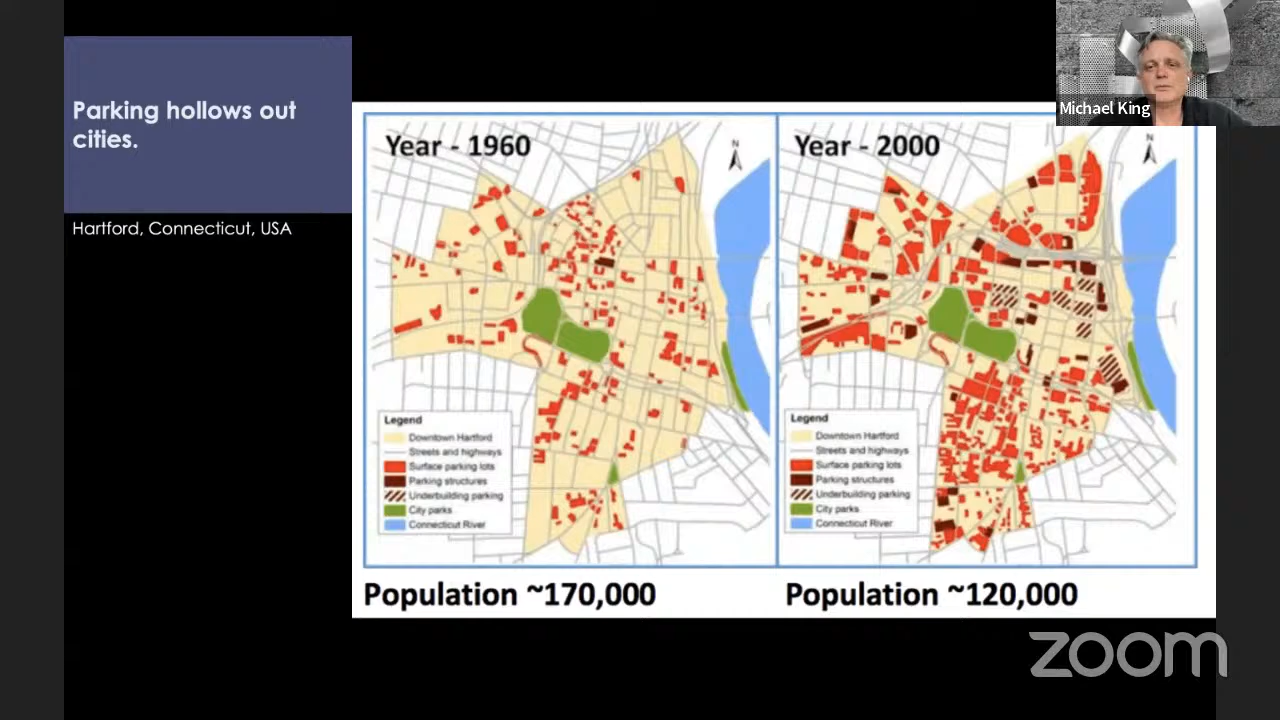 Parking hollows out
cities.
Hartford, Connecticut, USA
Michael King
Year - 1960
N
Legend
Downtown Hartford
Streets and highways
Surface parking lots
Parking structures
Underbuilding parking
City parks
Connecticut River
Population ~170,000
Year - 2000
N
Legend
Downtown Hartford
Streets and highways
Surface parking lots
Parking structures
Underbuilding parking
City parks
Connecticut River
Population ~120,000
zoom